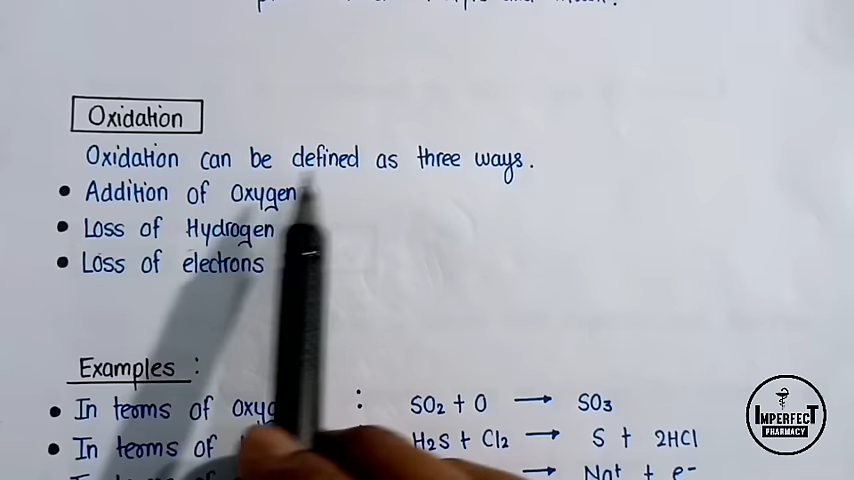 Oxidation
Oxidation can be defined as three ways.
• Addition of Oxygen
• Loss of Hydrogen
• Loss of electrons
Examples :
• In terms of : SO₂ + O → SO₃
• In terms of H₂S + Cl₂ → S + 2HCl
→ Na⁺ + e⁻
IMPERFECT
PHARMACY